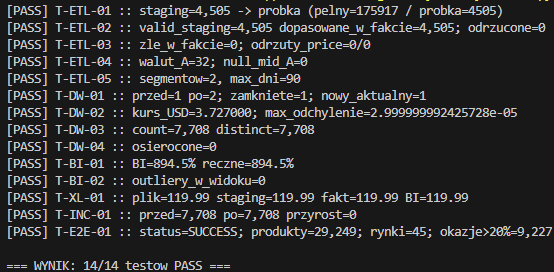 [PASS] T-ETL-01 :: staging=4,505 -> probka (pelny=175917 / probka=4505)
[PASS] T-ETL-02 :: valid_staging=4,505 dopasowane_w_fakcie=4,505; odrzucone=0
[PASS] T-ETL-03 :: zle_w_fakcie=0; odrzuty_price=0/0
[PASS] T-ETL-04 :: walut_A=32; null_mid_A=0
[PASS] T-ETL-05 :: segmentow=2, max_dni=90
[PASS] T-DW-01 :: przed=1 po=2; zamkniete=1; nowy_aktualny=1
[PASS] T-DW-02 :: kurs_USD=3.727000; max_odchylenie=2.999999992425728e-05
[PASS] T-DW-03 :: count=7,708 distinct=7,708
[PASS] T-DW-04 :: osierocone=0
[PASS] T-BI-01 :: BI=894.5% reczne=894.5%
[PASS] T-BI-02 :: outliery_w_widoku=0
[PASS] T-XL-01 :: plik=119.99 staging=119.99 fakt=119.99 BI=119.99
[PASS] T-INC-01 :: przed=7,708 po=7,708 przyrost=0
[PASS] T-E2E-01 :: status=SUCCESS; produkty=29,249; rynki=45; okazje>20%=9,227
=== WYNIK: 14/14 testow PASS ===